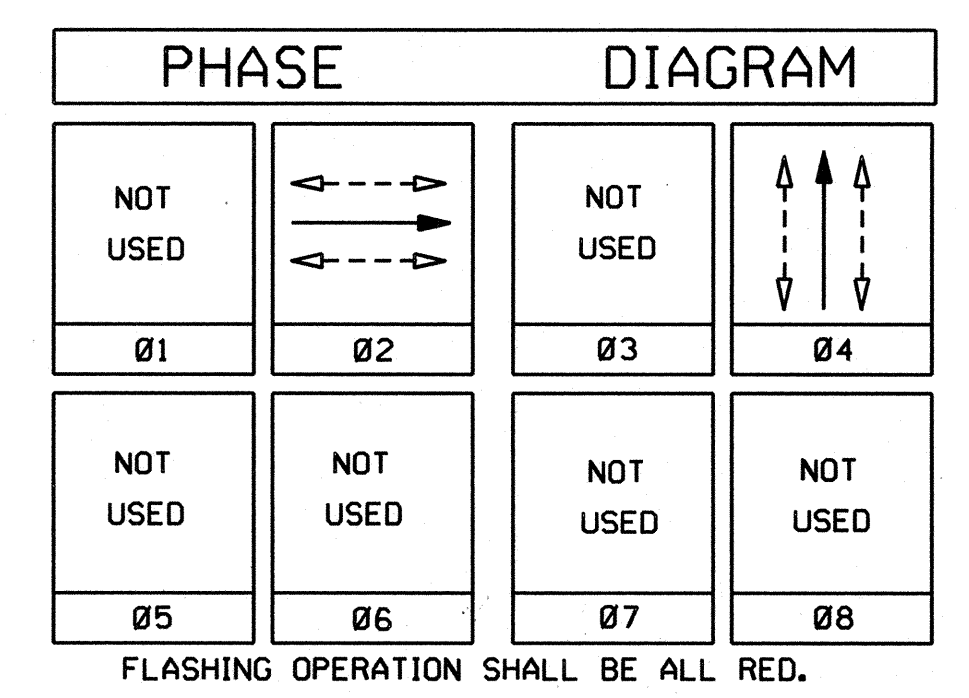 PHASE DIAGRAM
NOT
USED
Ø1
Ø2
NOT
USED
Ø3
Ø4
NOT
USED
Ø5
NOT
USED
Ø6
NOT
USED
Ø7
NOT
USED
Ø8
FLASHING OPERATION SHALL BE ALL RED.